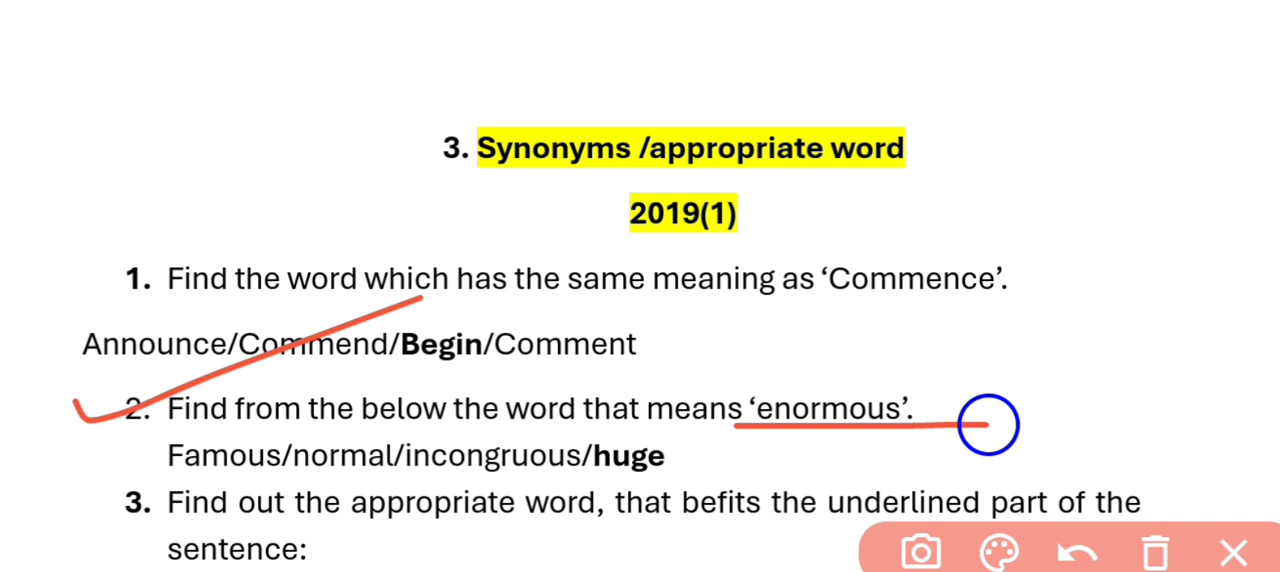 3. Synonyms /appropriate word
2019(1)
1. Find the word which has the same meaning as ‘Commence’.
Announce/Commend/Begin/Comment
2. Find from the below the word that means ‘enormous’.
Famous/normal/incongruous/huge
3. Find out the appropriate word, that befits the underlined part of the
sentence: